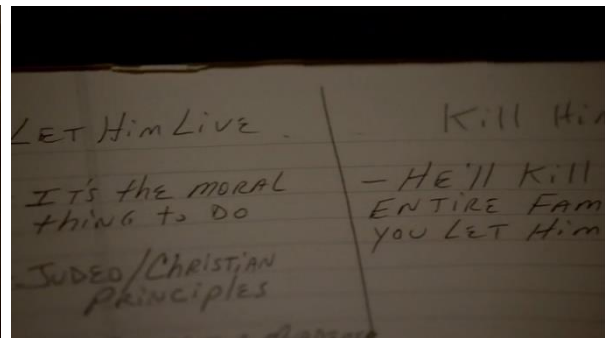 LET Him Live
It's the moral
thing to Do
Judeo/Christian
Principles
Kill
- HE'll Kill
ENTIRE
you LET Him